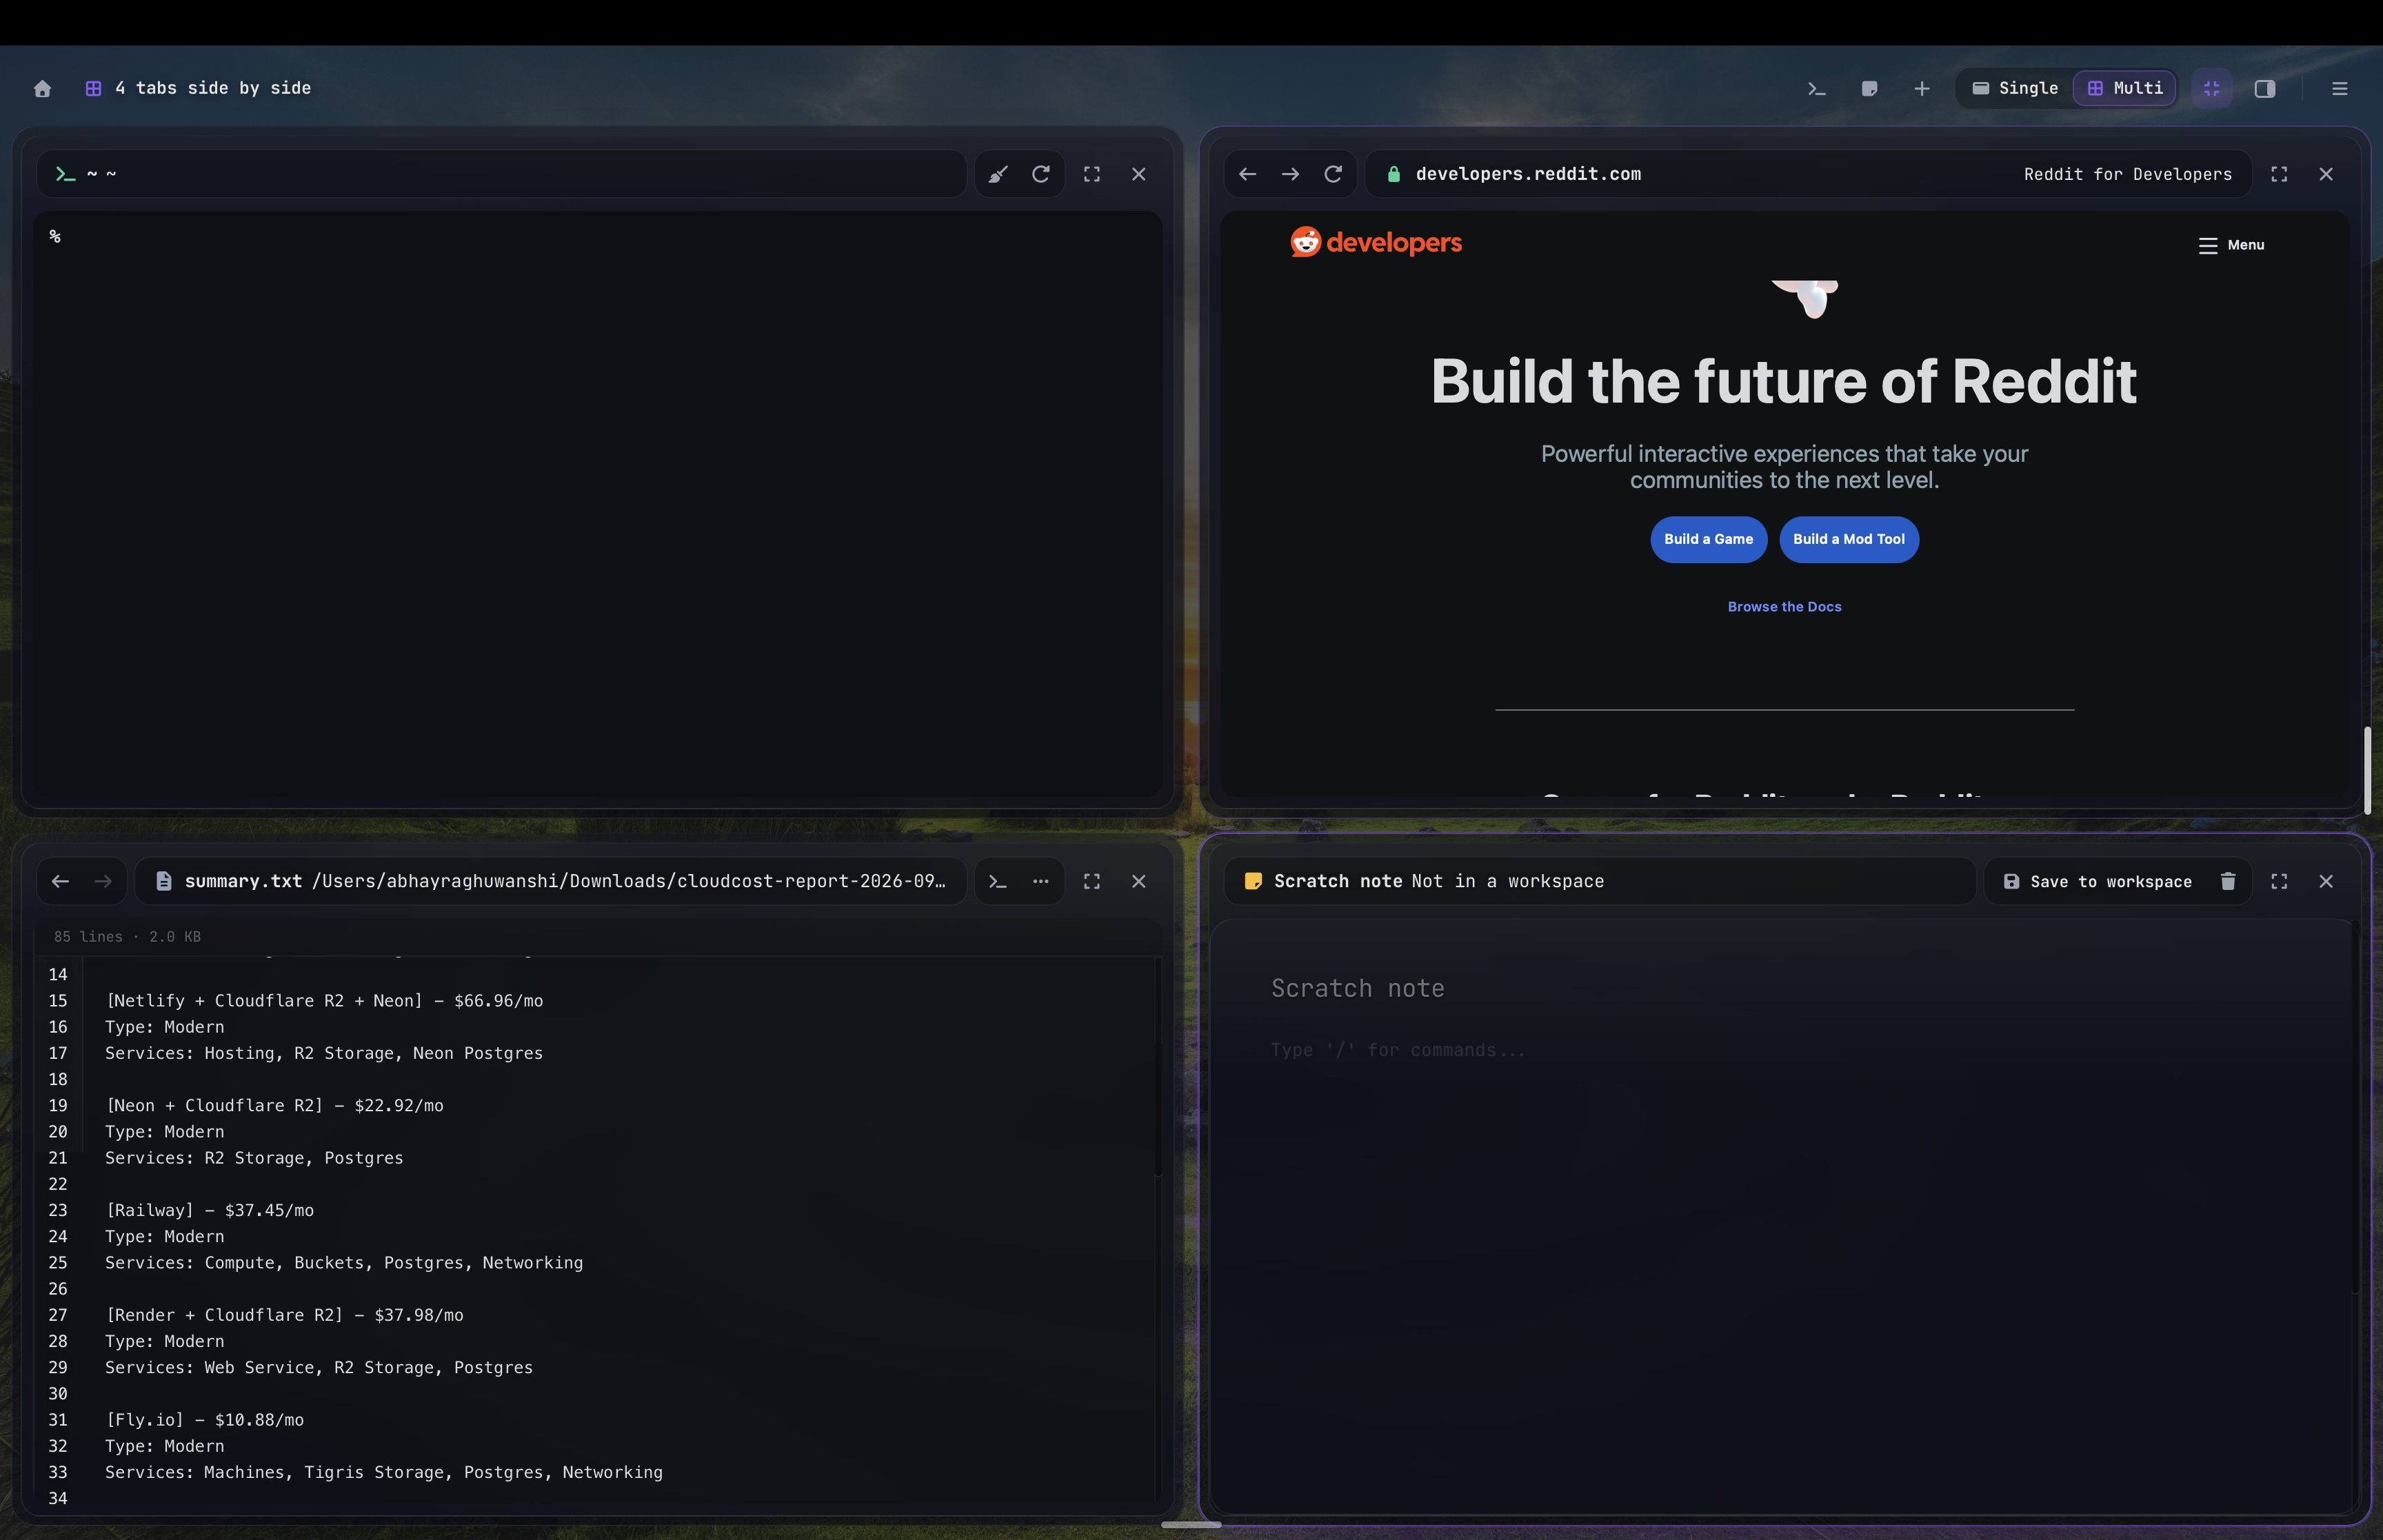 4 tabs side by side
Single
Multi
~ ~
%
developers.reddit.com
Reddit for Developers
developers
Menu
Build the future of Reddit
Powerful interactive experiences that take your
communities to the next level.
Build a Game
Build a Mod Tool
Browse the Docs
summary.txt /Users/abhayraghuwanshi/Downloads/cloudcost-report-2026-09…
85 lines · 2.0 KB
14
15 [Netlify + Cloudflare R2 + Neon] — $66.96/mo
16 Type: Modern
17 Services: Hosting, R2 Storage, Neon Postgres
18
19 [Neon + Cloudflare R2] — $22.92/mo
20 Type: Modern
21 Services: R2 Storage, Postgres
22
23 [Railway] — $37.45/mo
24 Type: Modern
25 Services: Compute, Buckets, Postgres, Networking
26
27 [Render + Cloudflare R2] — $37.98/mo
28 Type: Modern
29 Services: Web Service, R2 Storage, Postgres
30
31 [Fly.io] — $10.88/mo
32 Type: Modern
33 Services: Machines, Tigris Storage, Postgres, Networking
34
Scratch note Not in a workspace
Save to workspace
Scratch note
Type '/' for commands...